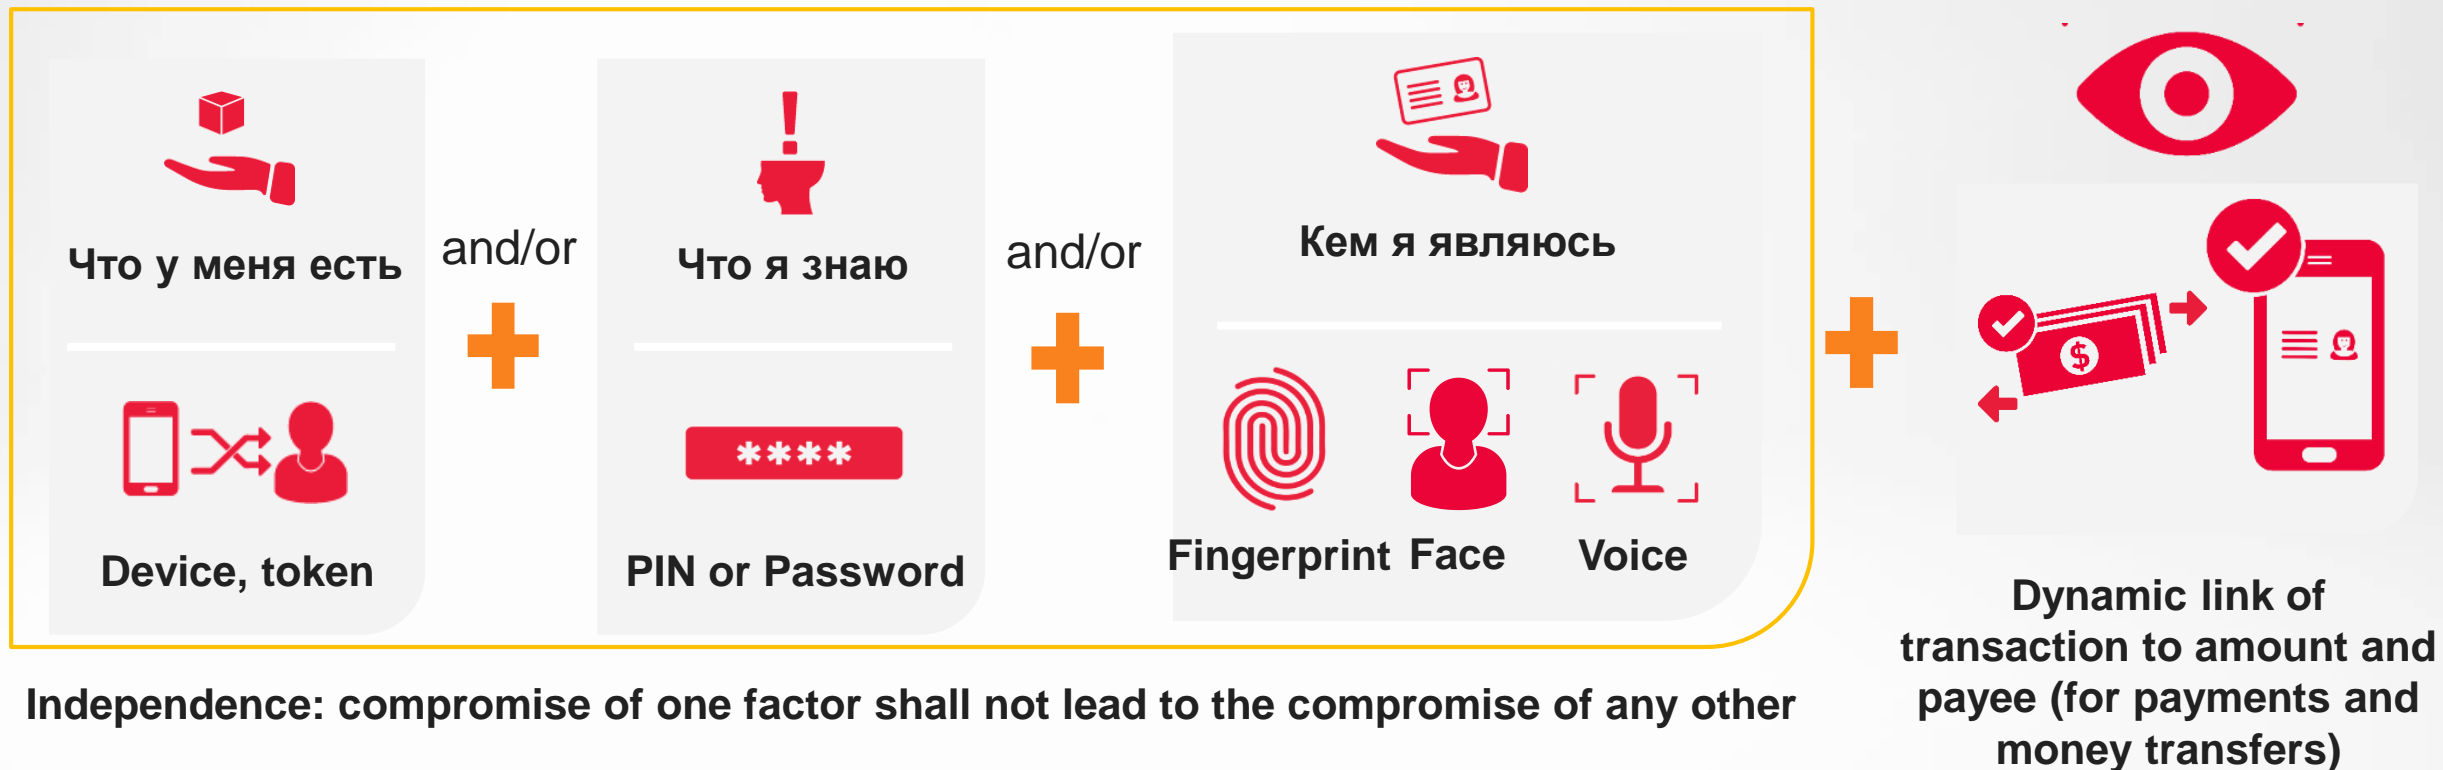 Что у меня есть
Device, token
and/or
Что я знаю
****
PIN or Password
and/or
Кем я являюсь
Fingerprint Face Voice
$
Independence: compromise of one factor shall not lead to the compromise of any other
Dynamic link of
transaction to amount and
payee (for payments and
money transfers)